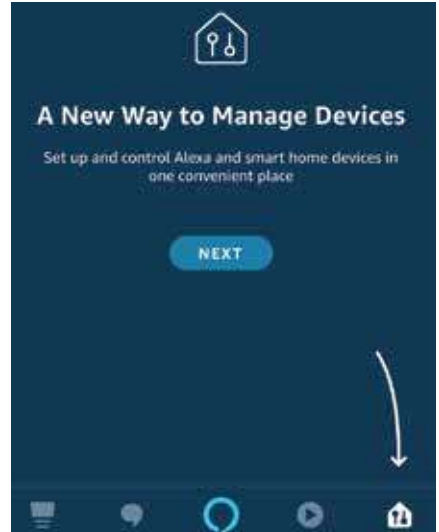 A New Way to Manage Devices
Set up and control Alexa and smart home devices in
one convenient place
NEXT